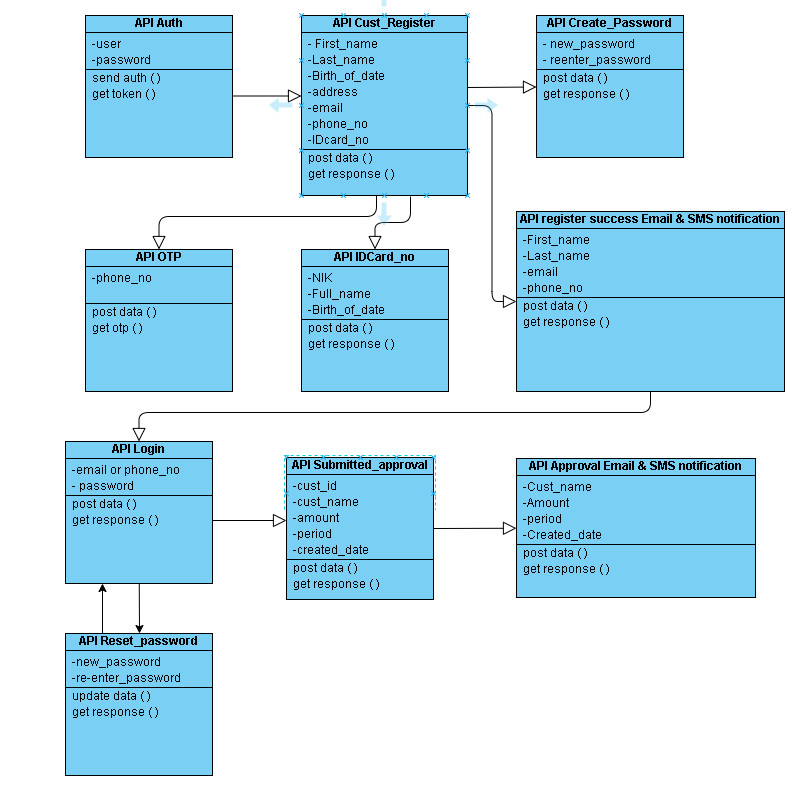 API Auth
-user
-password
send auth ( )
get token ( )
API Cust_Register
- First_name
-Last_name
-Birth_of_date
-address
-email
-phone_no
-IDcard_no
post data ( )
get response ( )
API Create_Password
- new_password
- reenter_password
post data ( )
get response ( )
API OTP
-phone_no
post data ( )
get otp ( )
API IDCard_no
-NIK
-Full_name
-Birth_of_date
post data ( )
get response ( )
API register success Email & SMS notification
-First_name
-Last_name
-email
-phone_no
post data ( )
get response ( )
API Login
-email or phone_no
- password
post data ( )
get response ( )
API Submitted_approval
-cust_id
-cust_name
-amount
-period
-created_date
post data ( )
get response ( )
API Approval Email & SMS notification
-Cust_name
-Amount
-period
-Created_date
post data ( )
get response ( )
API Reset_password
-new_password
-re-enter_password
update data ( )
get response ( )